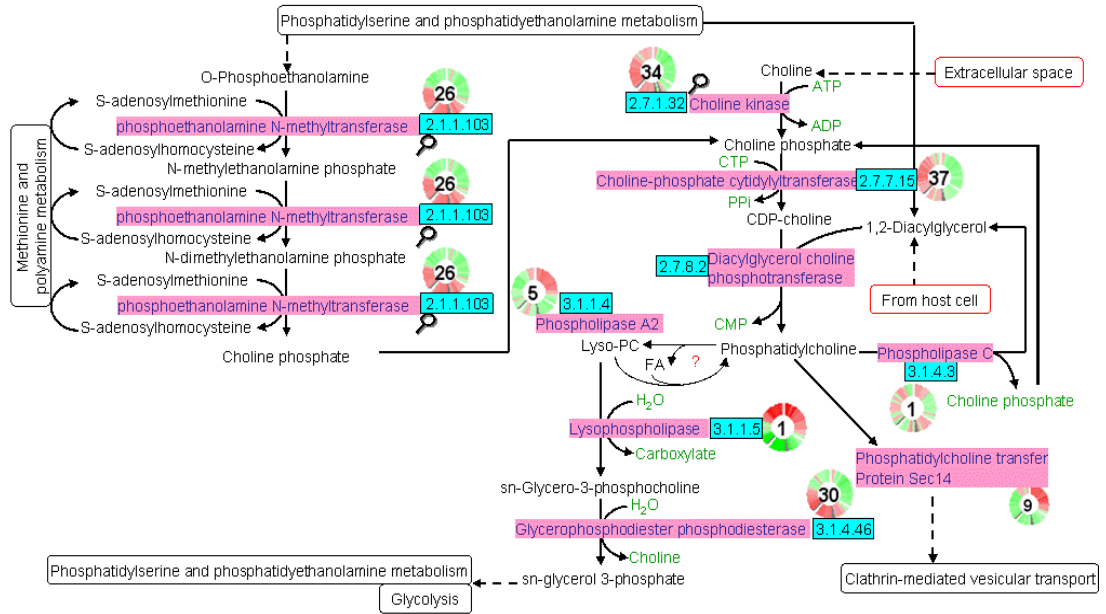 Phosphatidylserine and phosphatidyethanolamine metabolism
O-Phosphoethanolamine
26
S-adenosylmethionine
phosphoethanolamine N-methyltransferase
2.1.1.103
S-adenosylhomocysteine
N-methylethanolamine phosphate
26
S-adenosylmethionine
phosphoethanolamine N-methyltransferase
2.1.1.103
S-adenosylhomocysteine
N-dimethylethanolamine phosphate
26
S-adenosylmethionine
phosphoethanolamine N-methyltransferase
2.1.1.103
S-adenosylhomocysteine
Choline phosphate
Methionine and
polyamine metabolism
34
Choline
Extracellular space
ATP
2.7.1.32
Choline kinase
ADP
Choline phosphate
CTP
Choline-phosphate cytidylyltransferase
2.7.7.15
37
PPi
CDP-choline
1,2-Diacylglycerol
2.7.8.2
Diacylglycerol choline
phosphotransferase
From host cell
CMP
5
3.1.1.4
Phospholipase A2
Lyso-PC
FA
?
Phosphatidylcholine
Phospholipase C
3.1.4.3
1
Choline phosphate
H2O
Lysophospholipase
3.1.1.5
1
Carboxylate
Phosphatidylcholine transfer
Protein Sec14
9
sn-Glycero-3-phosphocholine
30
H2O
Glycerophosphodiester phosphodiesterase
3.1.4.46
Choline
sn-glycerol 3-phosphate
Phosphatidylserine and phosphatidyethanolamine metabolism
Glycolysis
Clathrin-mediated vesicular transport